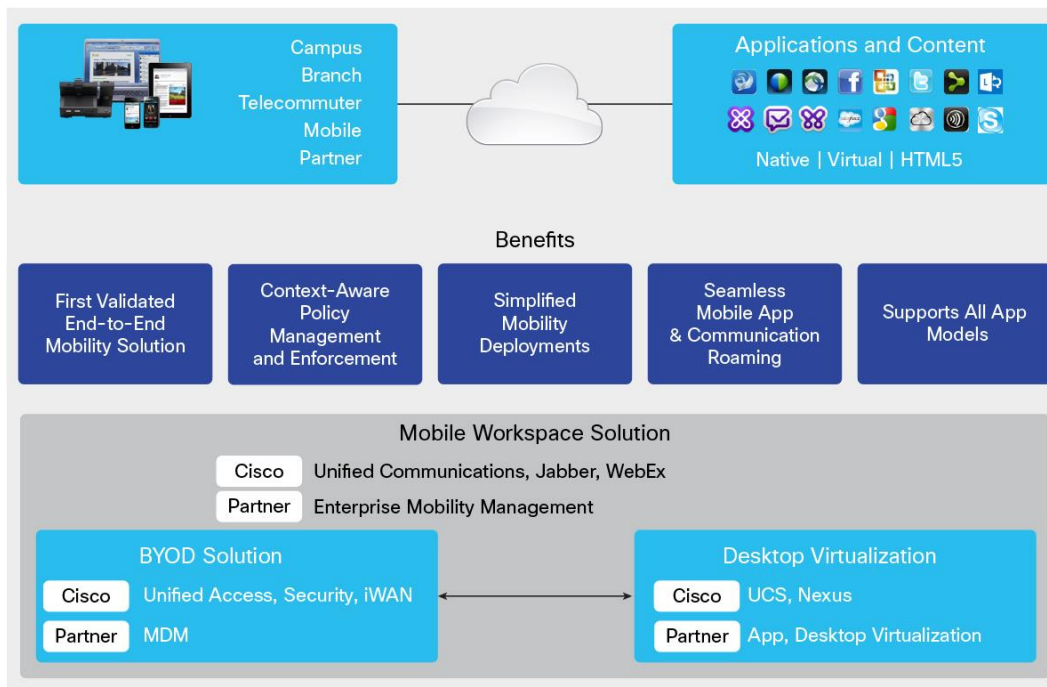 Campus
Branch
Telecommuter
Mobile
Partner
Applications and Content
Native | Virtual | HTML5
Benefits
First Validated
End-to-End
Mobility Solution
Context-Aware
Policy
Management
and Enforcement
Simplified
Mobility
Deployments
Seamless
Mobile App
& Communication
Roaming
Supports All App
Models
Mobile Workspace Solution
Cisco Unified Communications, Jabber, WebEx
Partner Enterprise Mobility Management
BYOD Solution
Cisco Unified Access, Security, iWAN
Partner MDM
Desktop Virtualization
Cisco UCS, Nexus
Partner App, Desktop Virtualization